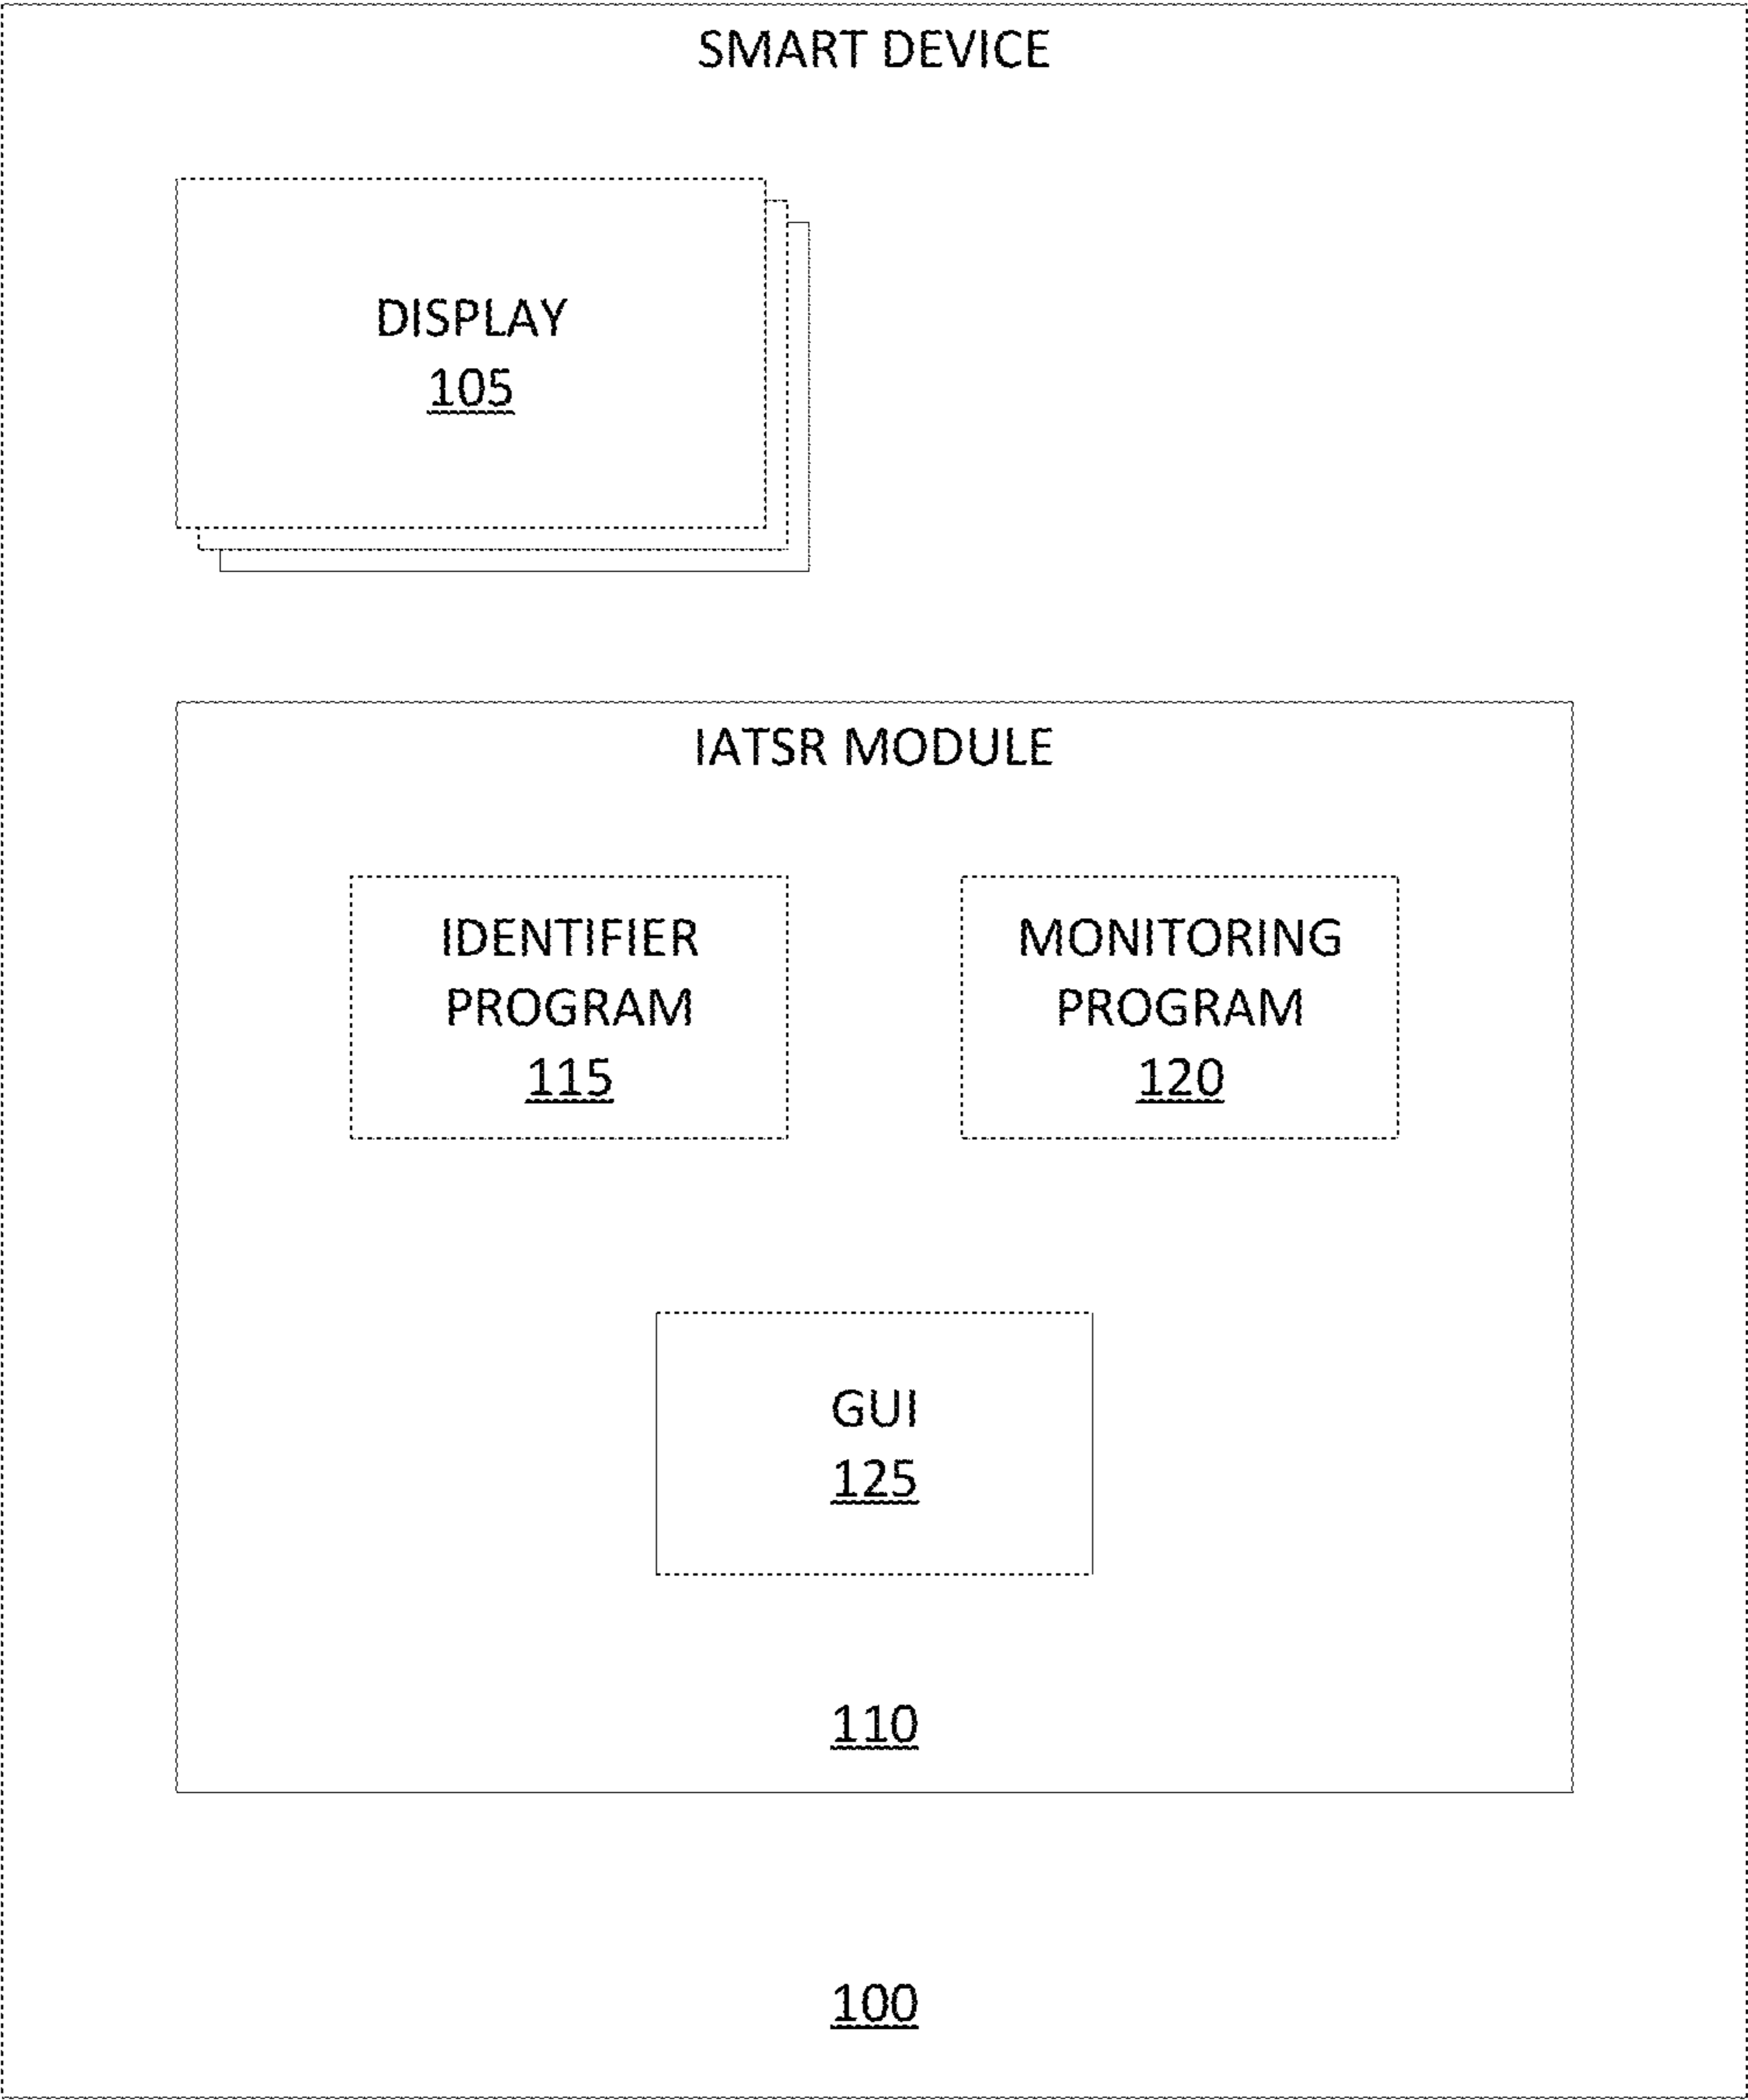 SMART DEVICE
DISPLAY
105
IATSR MODULE
IDENTIFIER
PROGRAM
115
MONITORING
PROGRAM
120
GUI
125
110
100